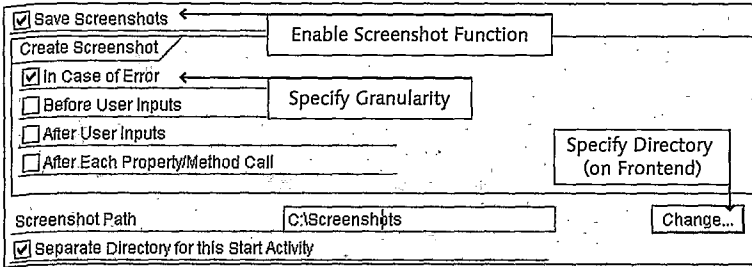 Save Screenshots
Enable Screenshot Function
Create Screenshot
In Case of Error
Specify Granularity
Before User Inputs
After User Inputs
After Each Property/Method Call
Specify Directory
(on Frontend)
Screenshot Path
C:\Screenshots
Change...
Separate Directory for this Start Activity